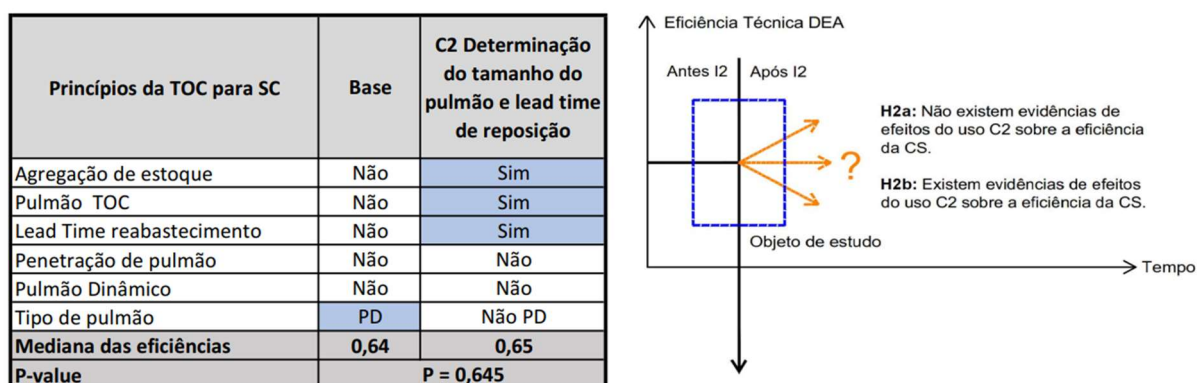 Princípios da TOC para SC
Base
C2 Determinação
do tamanho do
pulmão e lead time
de reposição
Agregação de estoque Não Sim
Pulmão TOC Não Sim
Lead Time reabastecimento Não Sim
Penetração de pulmão Não Não
Pulmão Dinâmico Não Não
Tipo de pulmão PD Não PD
Mediana das eficiências 0,64 0,65
P-value P = 0,645
Eficiência Técnica DEA
Antes I2 Após I2
H2a: Não existem evidências de
efeitos do uso C2 sobre a eficiência
da CS.
?
H2b: Existem evidências de efeitos
do uso C2 sobre a eficiência da CS.
Objeto de estudo
Tempo